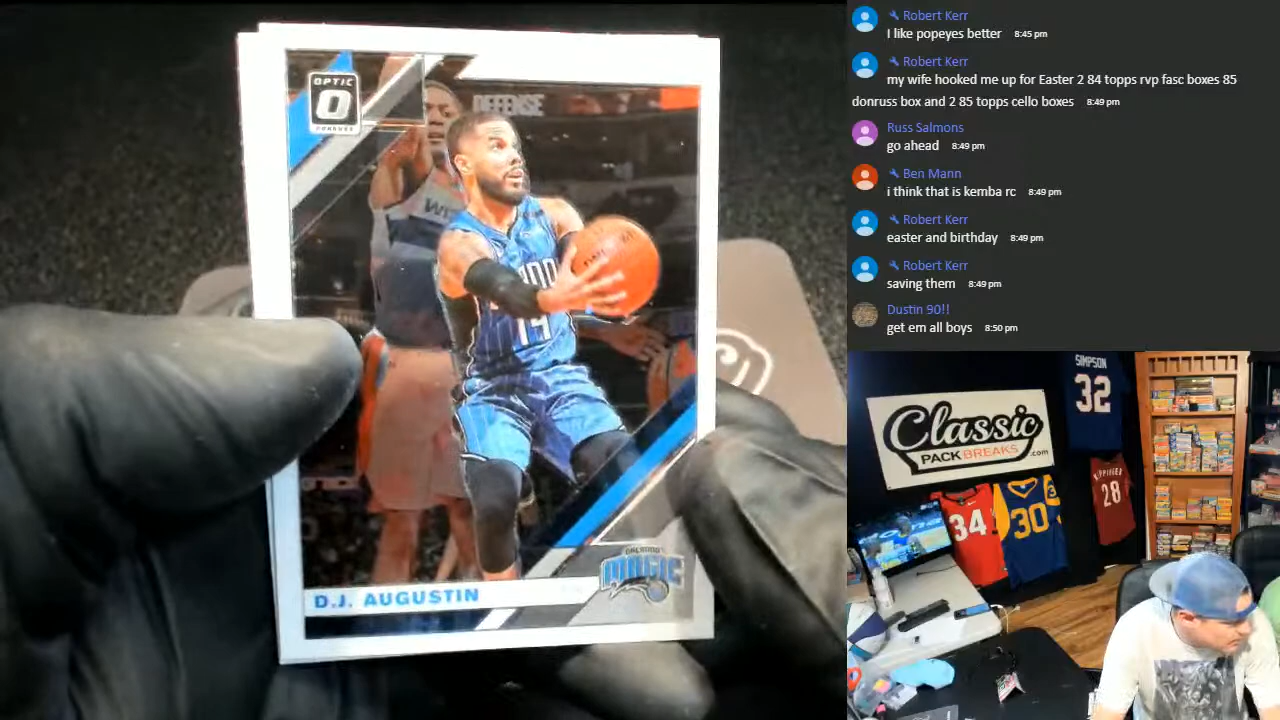 OPTIC
DONRUSS
DEFENSE
14
D.J. AUGUSTIN
ORLANDO
MAGIC
Robert Kerr
I like popeyes better 8:45 pm
Robert Kerr
my wife hooked me up for Easter 2 84 topps rvp fasc boxes 85
donruss box and 2 85 topps cello boxes 8:49 pm
Russ Salmons
go ahead 8:49 pm
Ben Mann
i think that is kemba rc 8:49 pm
Robert Kerr
easter and birthday 8:49 pm
Robert Kerr
saving them 8:49 pm
Dustin 90!!
get em all boys 8:50 pm
SIMPSON
32
Classic
PACK BREAKS.com
34
30
28